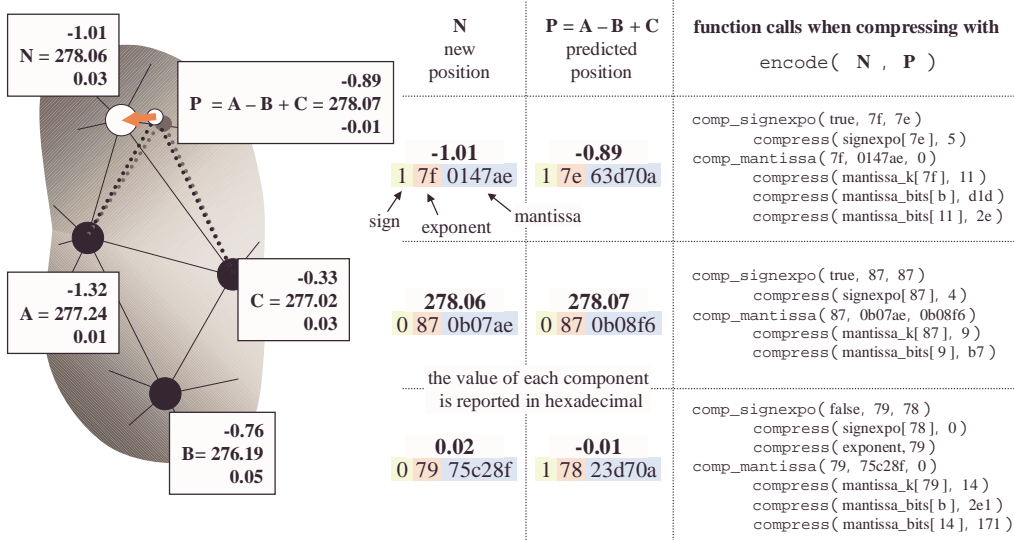 -1.01
N = 278.06
0.03
-0.89
P = A – B + C = 278.07
-0.01
-1.32
A = 277.24
0.01
-0.33
C = 277.02
0.03
-0.76
B= 276.19
0.05
N
new
position
P = A – B + C
predicted
position
function calls when compressing with
encode( N , P )
-1.01
1 7f 0147ae
-0.89
1 7e 63d70a
sign
exponent
mantissa
comp_signexpo( true, 7f, 7e )
compress( signexpo[ 7e ], 5 )
comp_mantissa( 7f, 0147ae, 0 )
compress( mantissa_k[ 7f ], 11 )
compress( mantissa_bits[ b ], d1d )
compress( mantissa_bits[ 11 ], 2e )
278.06
0 87 0b07ae
278.07
0 87 0b08f6
comp_signexpo( true, 87, 87 )
compress( signexpo[ 87 ], 4 )
comp_mantissa( 87, 0b07ae, 0b08f6 )
compress( mantissa_k[ 87 ], 9 )
compress( mantissa_bits[ 9 ], b7 )
the value of each component
is reported in hexadecimal
0.02
0 79 75c28f
-0.01
1 78 23d70a
comp_signexpo( false, 79, 78 )
compress( signexpo[ 78 ], 0 )
compress( exponent, 79 )
comp_mantissa( 79, 75c28f, 0 )
compress( mantissa_k[ 79 ], 14 )
compress( mantissa_bits[ b ], 2e1 )
compress( mantissa_bits[ 14 ], 171 )